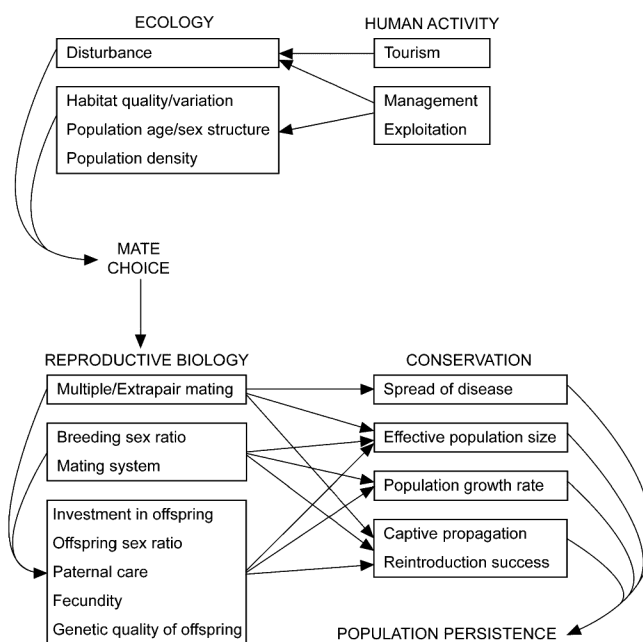 ECOLOGY
HUMAN ACTIVITY
Disturbance
Tourism
Habitat quality/variation
Population age/sex structure
Population density
Management
Exploitation
MATE
CHOICE
REPRODUCTIVE BIOLOGY
CONSERVATION
Multiple/Extrapair mating
Spread of disease
Breeding sex ratio
Mating system
Effective population size
Population growth rate
Investment in offspring
Offspring sex ratio
Paternal care
Fecundity
Genetic quality of offspring
Captive propagation
Reintroduction success
POPULATION PERSISTENCE